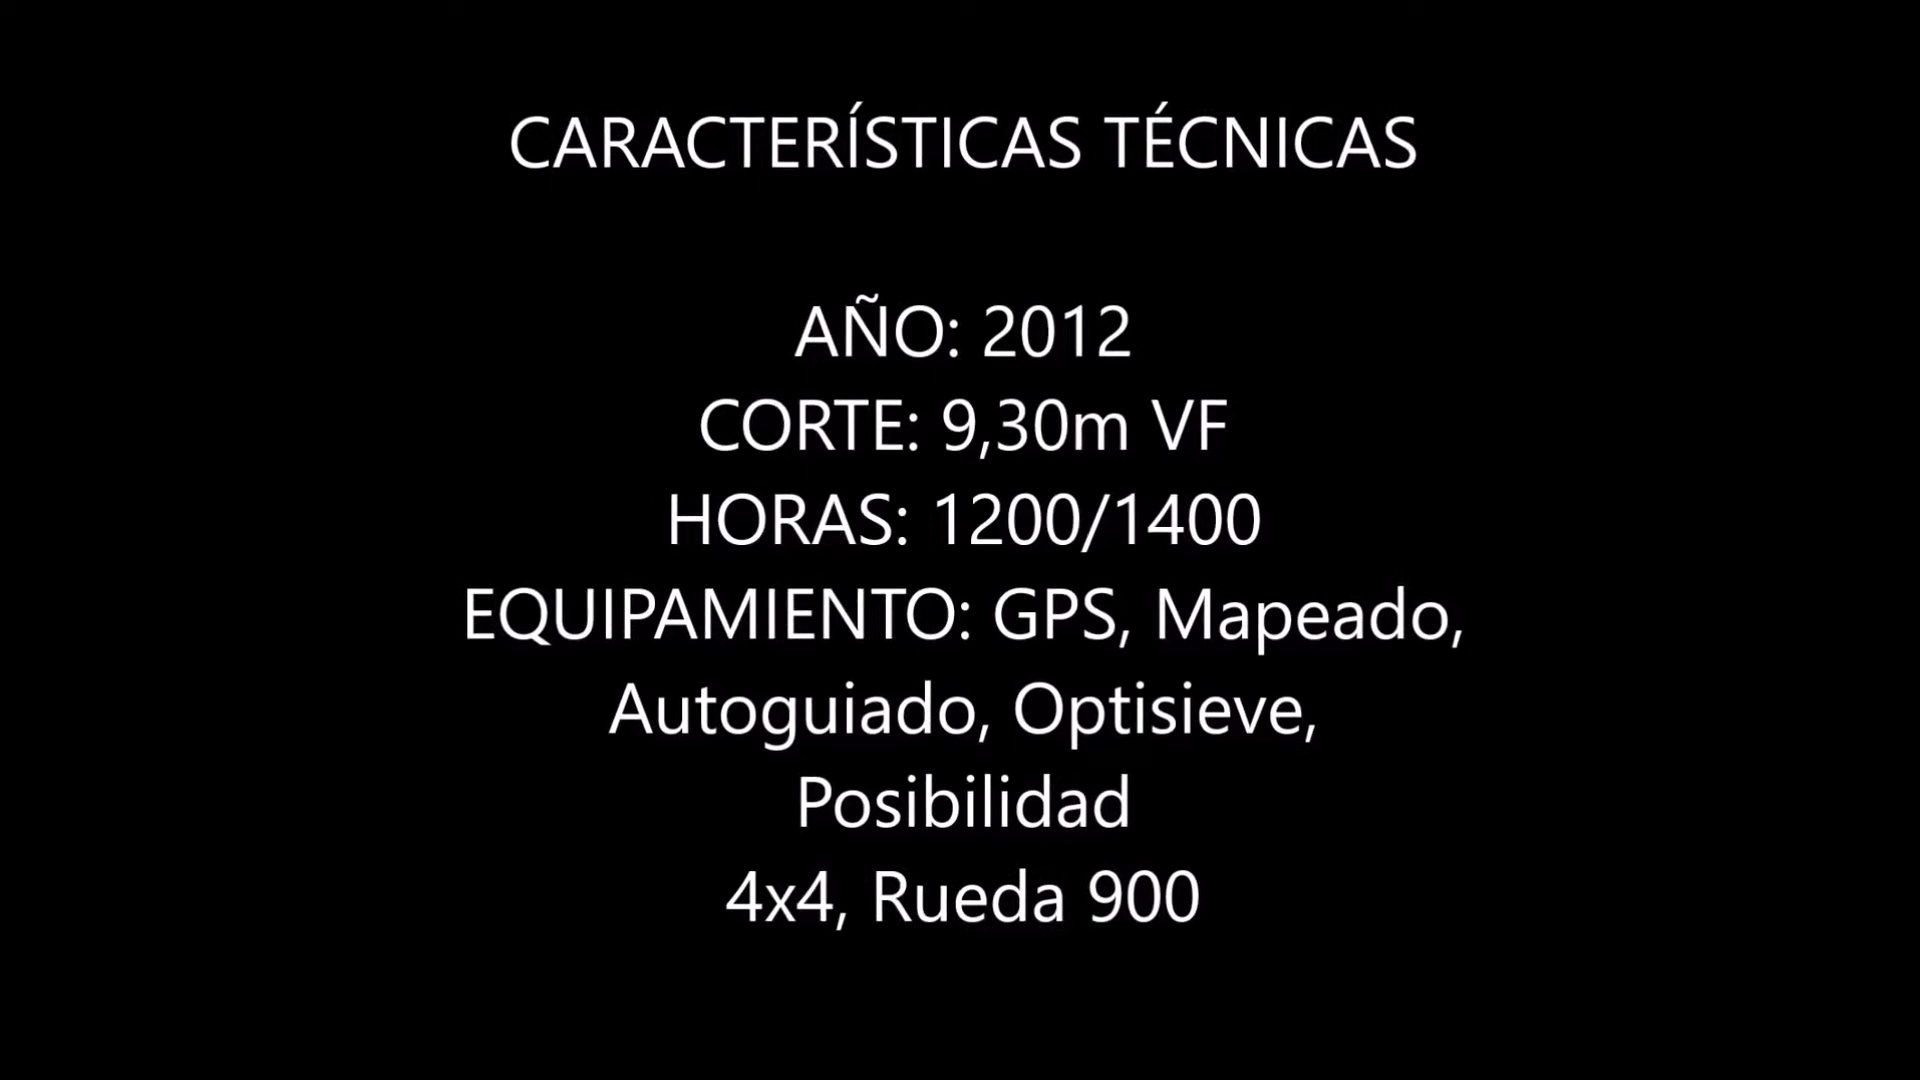 CARACTERÍSTICAS TÉCNICAS
AÑO: 2012
CORTE: 9,30m VF
HORAS: 1200/1400
EQUIPAMIENTO: GPS, Mapeado,
Autoguiado, Optisieve,
Posibilidad
4x4, Rueda 900